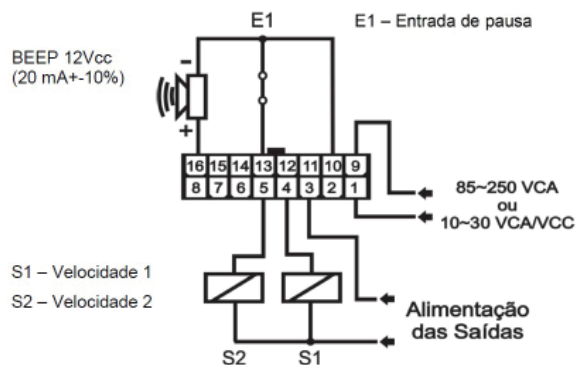 E1
E1 – Entrada de pausa
BEEP 12Vcc
(20 mA+-10%)
-
+
16 15 14 13 12 11 10 9
8 7 6 5 4 3 2 1
85~250 VCA
ou
10~30 VCA/VCC
S1 – Velocidade 1
S2 – Velocidade 2
Alimentação
das Saídas
S2 S1